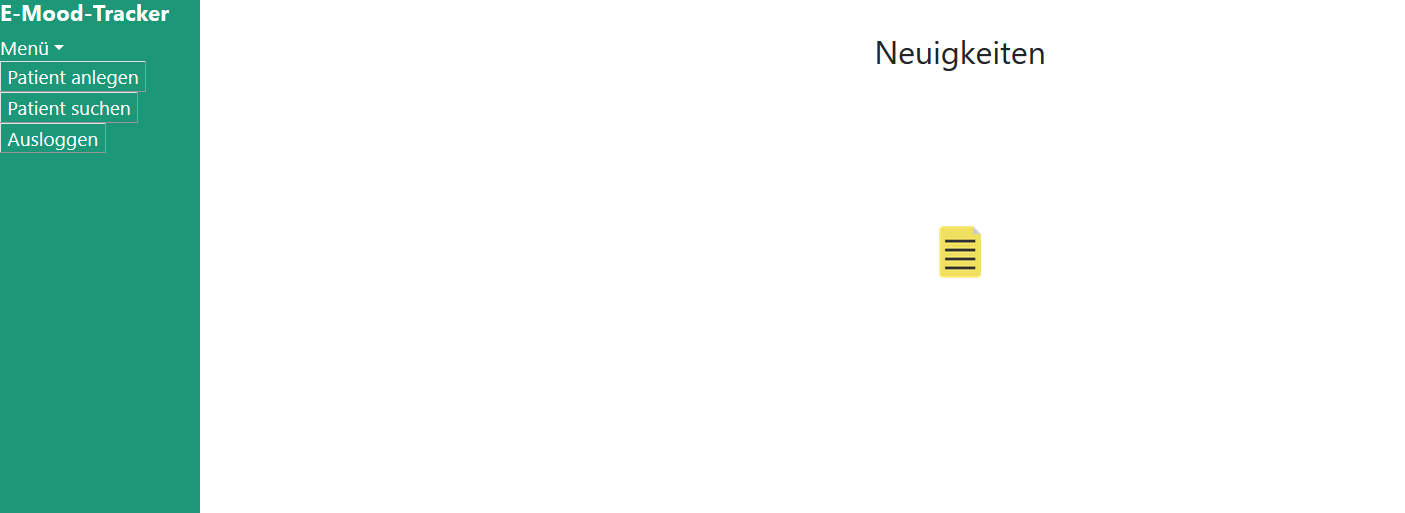 E-Mood-Tracker
Menü
Patient anlegen
Patient suchen
Ausloggen
Neuigkeiten